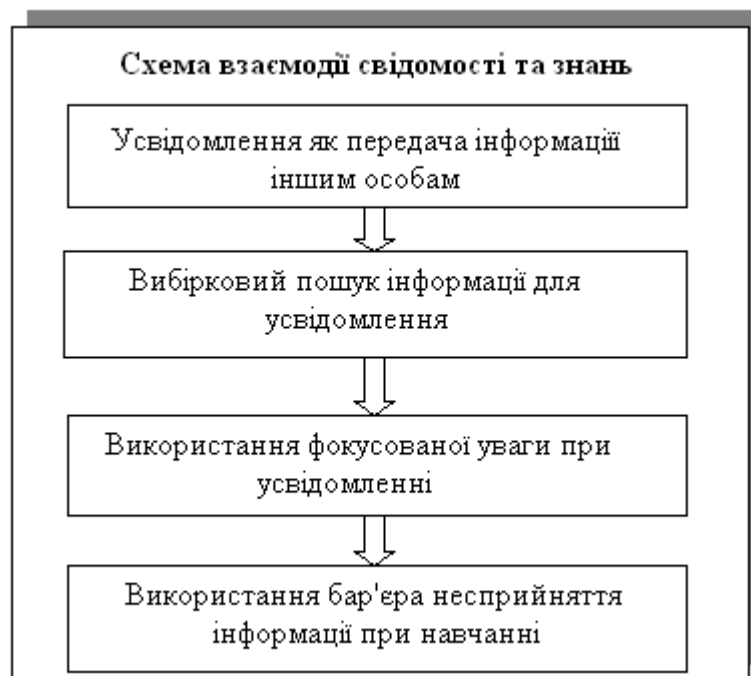 Схема взаємодії свідомості та знань
Усвідомлення як передача інформаціїї
іншим особам
Вибірковий пошук інформації для
усвідомлення
Використання фокусованої уваги при
усвідомленні
Використання бар'єра несприйняття
інформації при навчанні